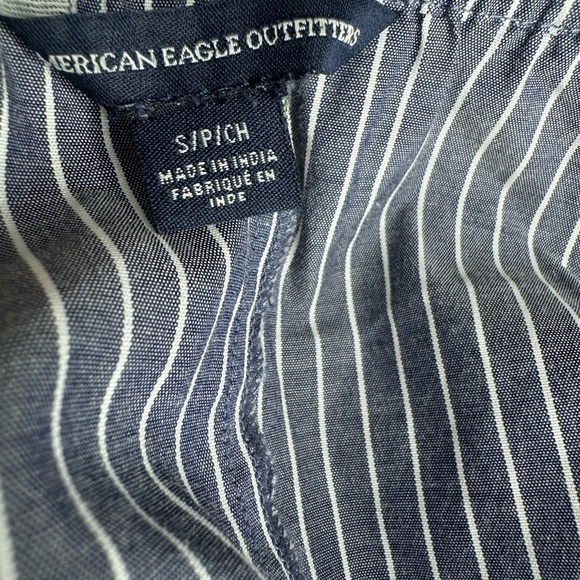 MERICAN EAGLE OUTFITTERS
S/P/CH
MADE IN INDIA
FABRIQUÉ EN
INDE